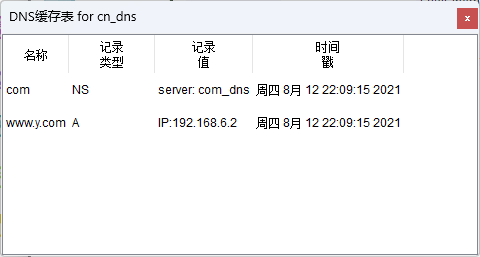 DNS缓存表 for cn_dns
x
名称 记录类型 记录值 时间戳
com NS server: com_dns 周四 8月 12 22:09:15 2021
www.y.com A IP:192.168.6.2 周四 8月 12 22:09:15 2021